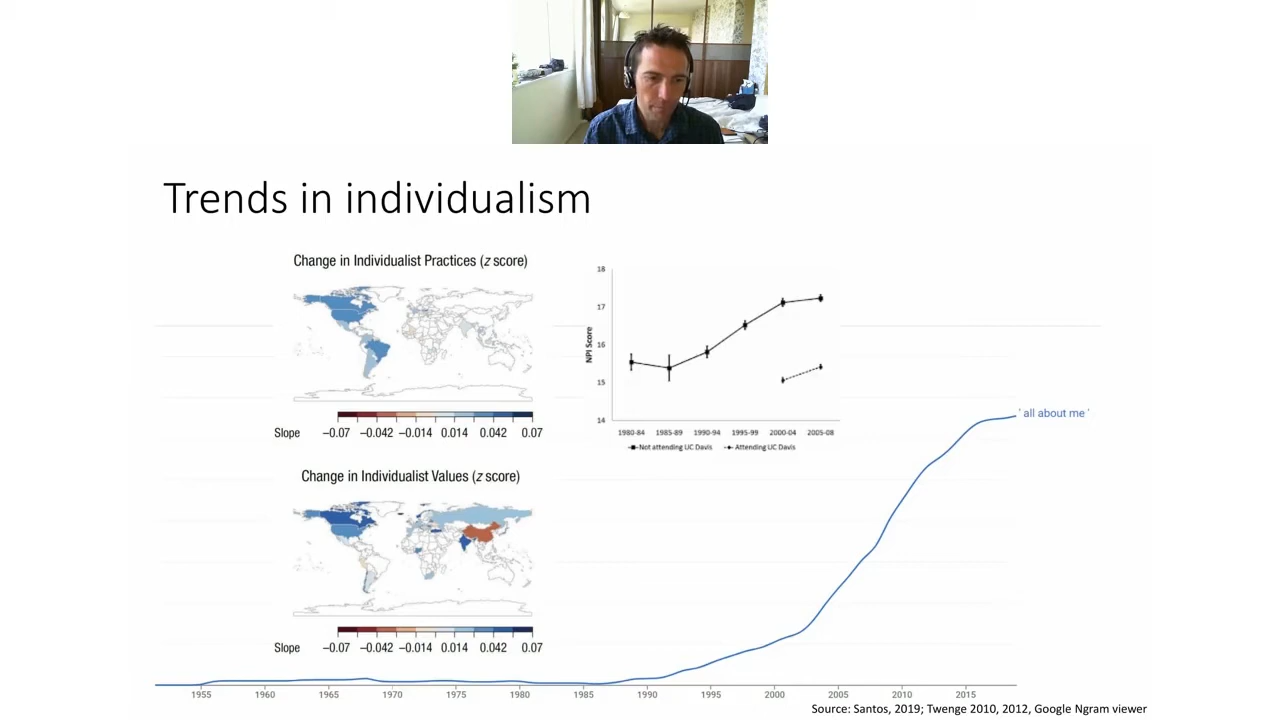 Trends in individualism
Change in Individualist Practices (z score)
Slope −0.07 −0.042 −0.014 0.014 0.042 0.07
Change in Individualist Values (z score)
Slope −0.07 −0.042 −0.014 0.014 0.042 0.07
18
17
16
15
14
NPI Score
1980-84 1985-89 1990-94 1995-99 2000-04 2005-08
Not attending UC Davis Attending UC Davis
' all about me '
1955 1960 1965 1970 1975 1980 1985 1990 1995 2000 2005 2010 2015
Source: Santos, 2019; Twenge 2010, 2012, Google Ngram viewer